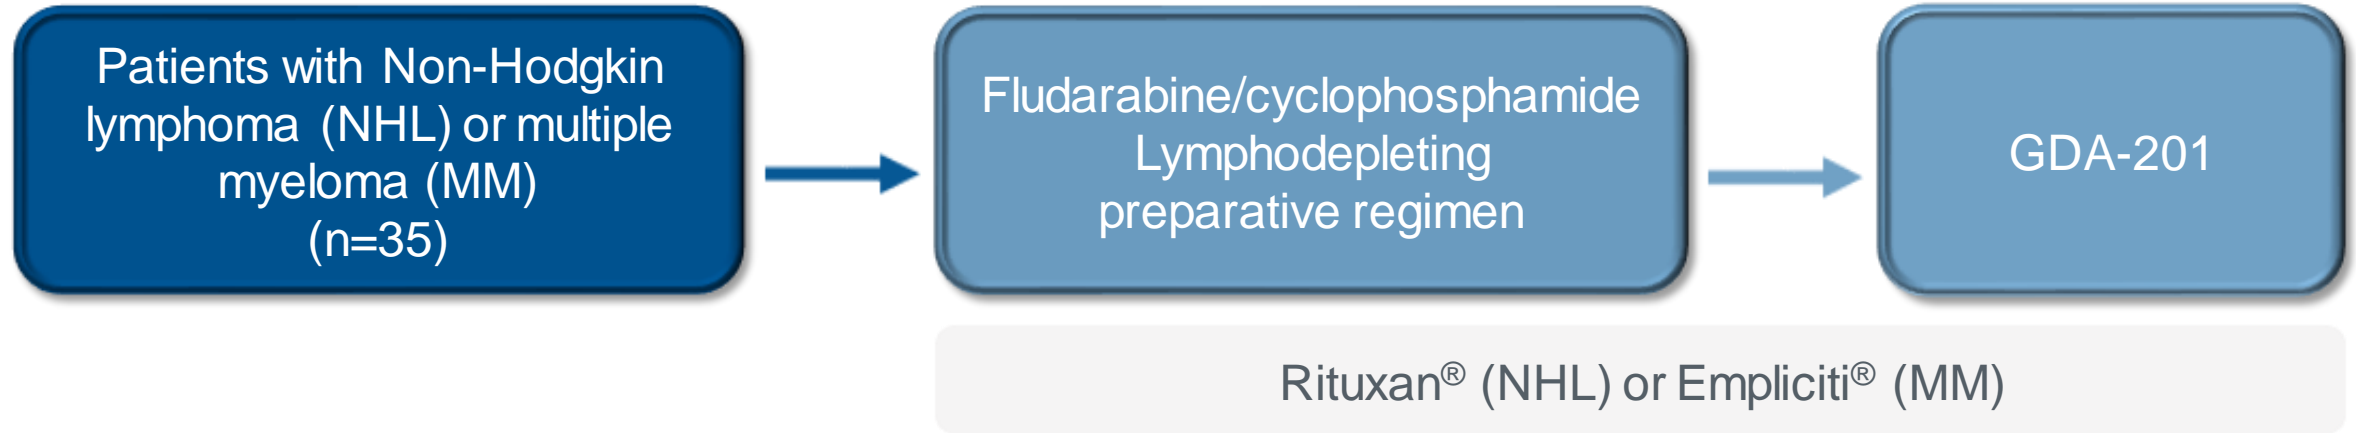 Patients with Non-Hodgkin
lymphoma (NHL) or multiple
myeloma (MM)
(n=35)
Fludarabine/cyclophosphamide
Lymphodepleting
preparative regimen
GDA-201
Rituxan® (NHL) or Empliciti® (MM)